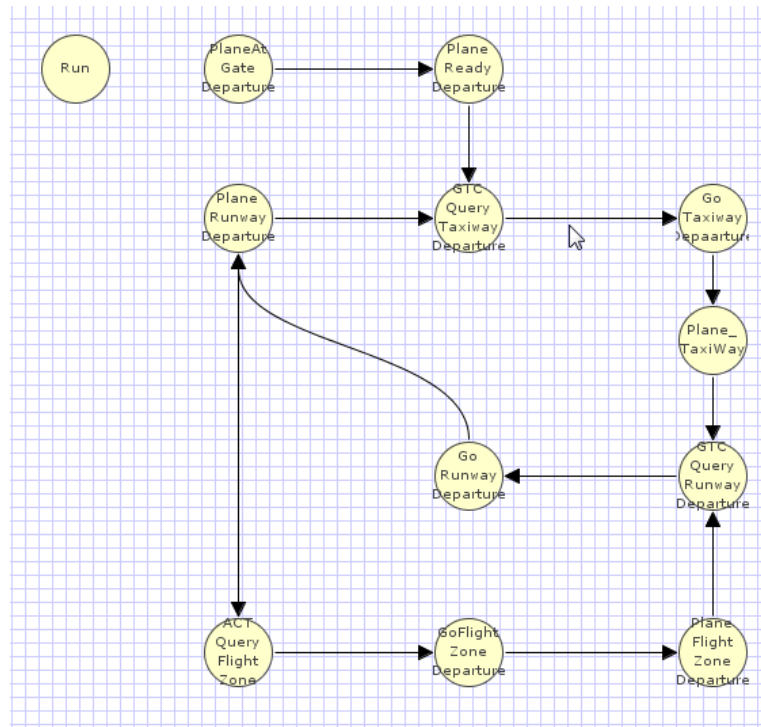 Run
PlaneAt
Gate
Departure
Plane
Ready
Departure
Plane
Runway
Departure
GTC
Query
Taxiway
Departure
Go
Taxiway
Depaarture
Plane_
TaxiWay
Go
Runway
Departure
GTC
Query
Runway
Departure
ACT
Query
Flight
Zone
GoFlight
Zone
Departure
Plane
Flight
Zone
Departure